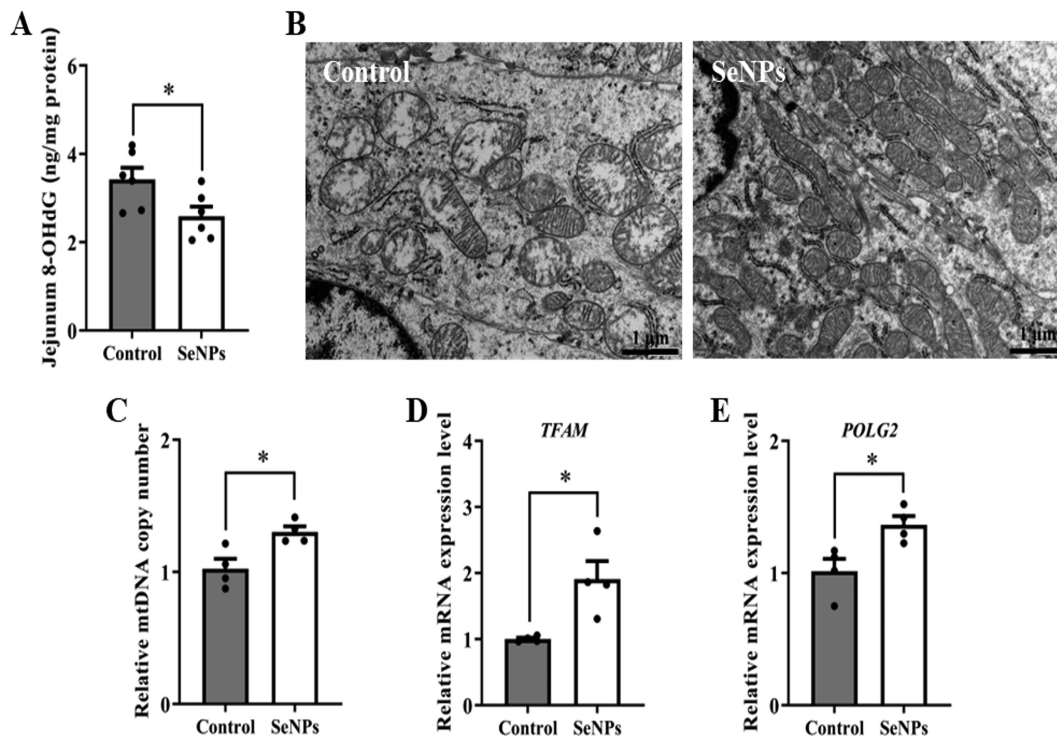 A
Jejunum 8-OHdG (ng/mg protein)
6
4
2
0
*
Control
SeNPs
B
Control
1 μm
SeNPs
1 μm
C
Relative mtDNA copy number
2
1
0
*
Control
SeNPs
D
TFAM
Relative mRNA expression level
4
3
2
1
0
*
Control
SeNPs
E
POLG2
Relative mRNA expression level
2
1
0
*
Control
SeNPs